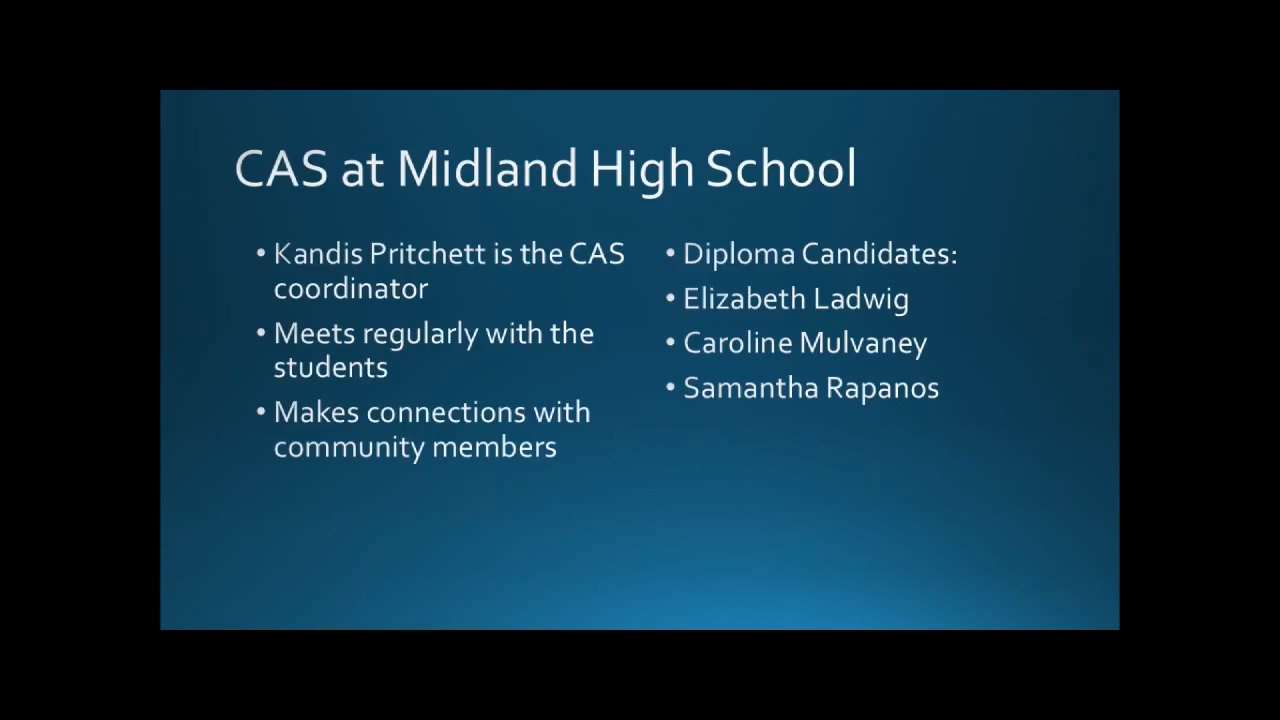 CAS at Midland High School
• Kandis Pritchett is the CAS
coordinator
• Meets regularly with the
students
• Makes connections with
community members
• Diploma Candidates:
• Elizabeth Ladwig
• Caroline Mulvaney
• Samantha Rapanos